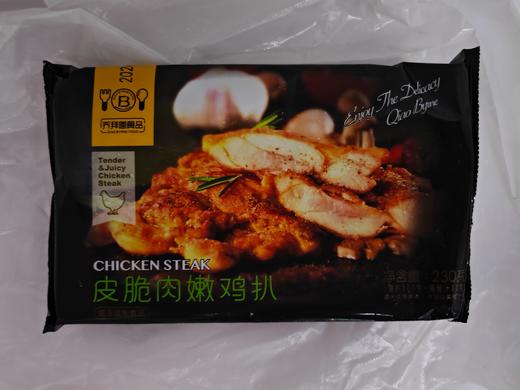 202
B
乔拜恩食品
Tender
&Juicy
Chicken
Steak
Enjoy The Delicacy
Qiao Byrne
CHICKEN STEAK
皮脆肉嫩鸡扒
净含量：230克